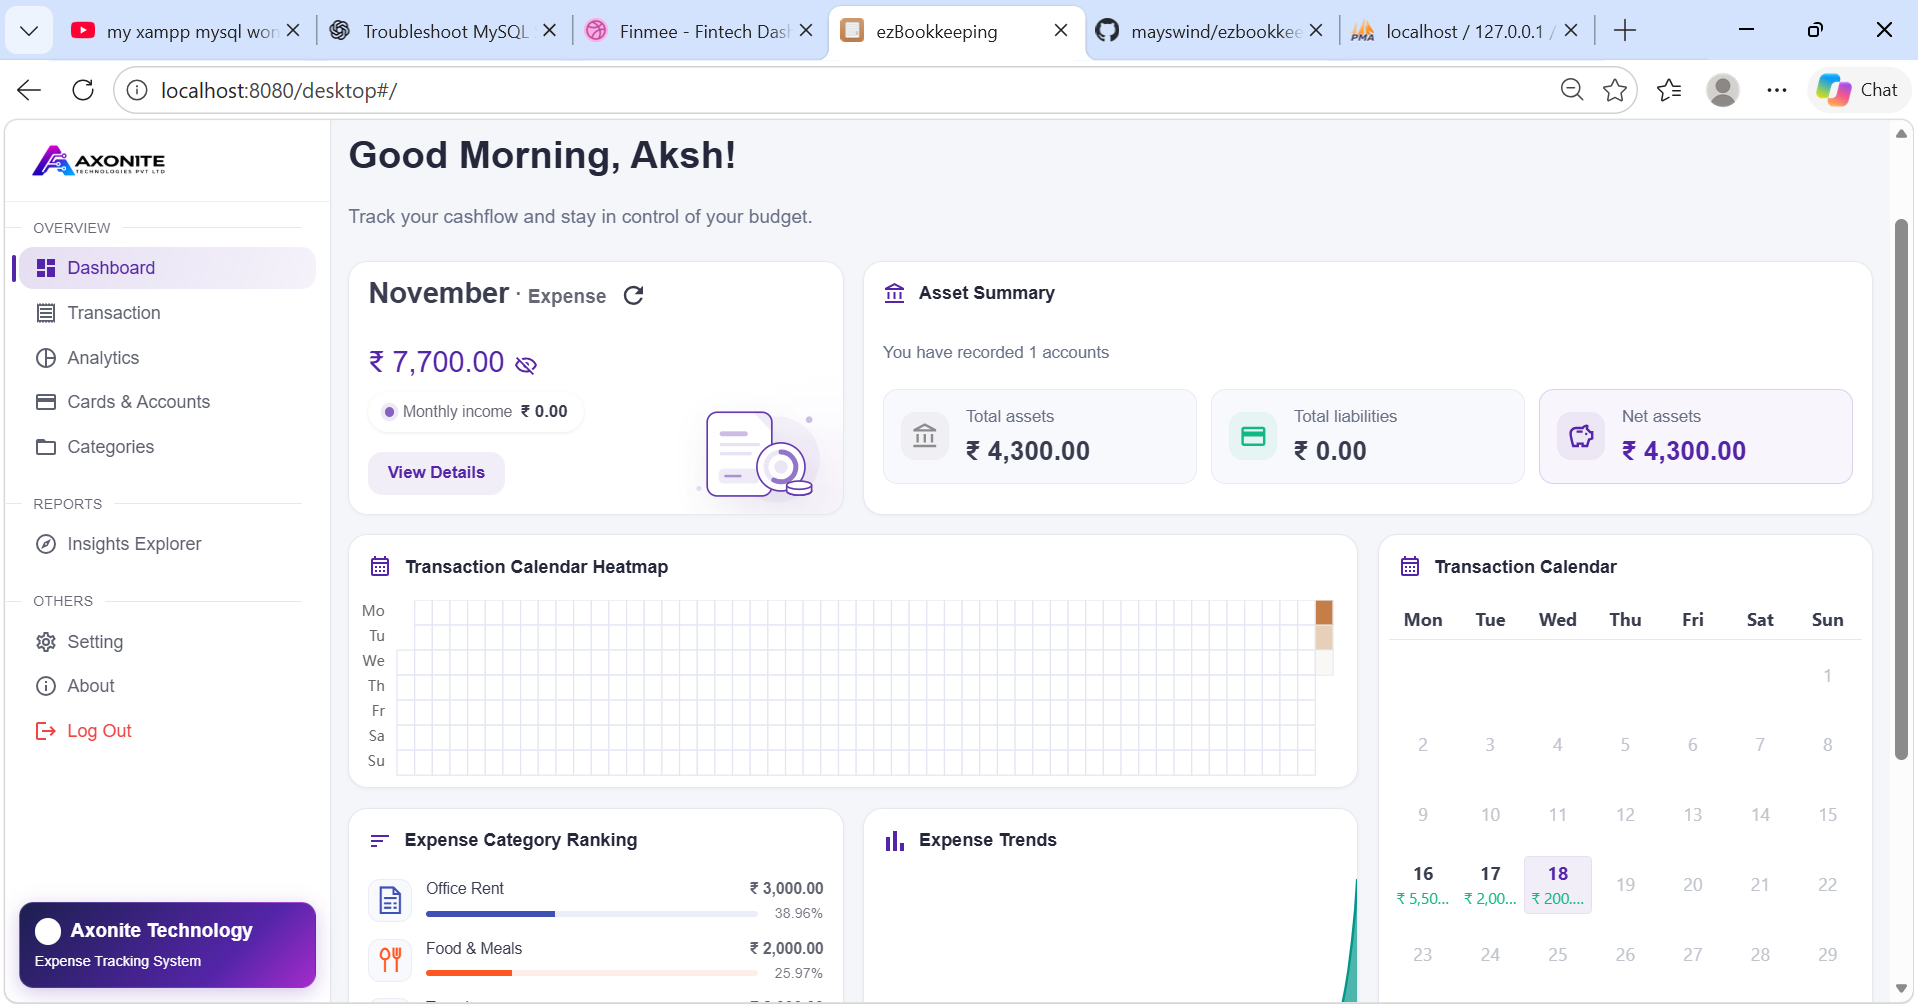 my xampp mysql won
Troubleshoot MySQL
Finmee - Fintech Dash
ezBookkeeping
mayswind/ezbookkee
PMA
localhost / 127.0.0.1 /
localhost:8080/desktop#/
Chat
AXONITE
TECHNOLOGIES PVT LTD
OVERVIEW
Dashboard
Transaction
Analytics
Cards & Accounts
Categories
REPORTS
Insights Explorer
OTHERS
Setting
About
Log Out
Axonite Technology
Expense Tracking System
Good Morning, Aksh!
Track your cashflow and stay in control of your budget.
November · Expense
₹ 7,700.00
Monthly income ₹ 0.00
View Details
Asset Summary
You have recorded 1 accounts
Total assets
₹ 4,300.00
Total liabilities
₹ 0.00
Net assets
₹ 4,300.00
Transaction Calendar Heatmap
Mo
Tu
We
Th
Fr
Sa
Su
Transaction Calendar
Mon Tue Wed Thu Fri Sat Sun
1
2 3 4 5 6 7 8
9 10 11 12 13 14 15
16 17 18 19 20 21 22
₹ 5,50... ₹ 2,00... ₹ 200....
23 24 25 26 27 28 29
Expense Category Ranking
Office Rent ₹ 3,000.00
38.96%
Food & Meals ₹ 2,000.00
25.97%
Expense Trends